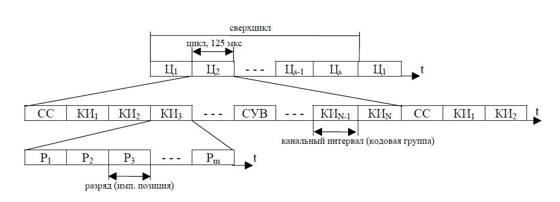 сверхцикл
цикл, 125 мкс
Ц1 Ц2 - - - Цs-1 Цs Ц1 t
СС КИ1 КИ2 КИ3 - - - СУВ - - - КИN-1 КИN СС КИ1 КИ2 t
канальный интервал (кодовая группа)
Р1 Р2 Р3 - - - Рm t
разряд (имп. позиция)